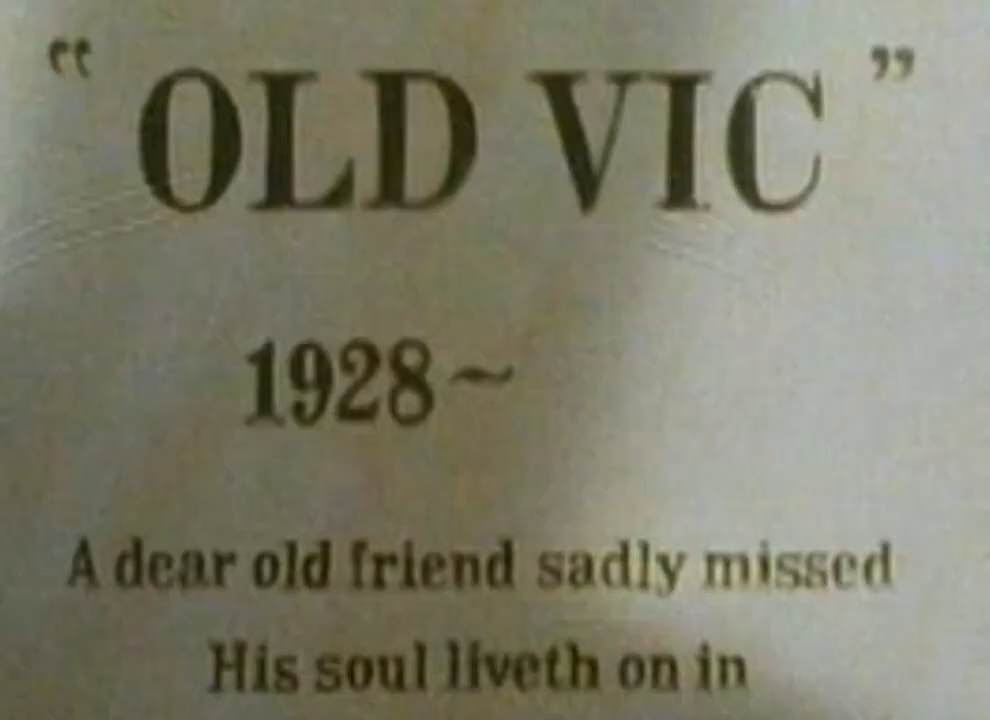 “ OLD VIC ”
1928~
A dear old friend sadly missed
His soul liveth on in